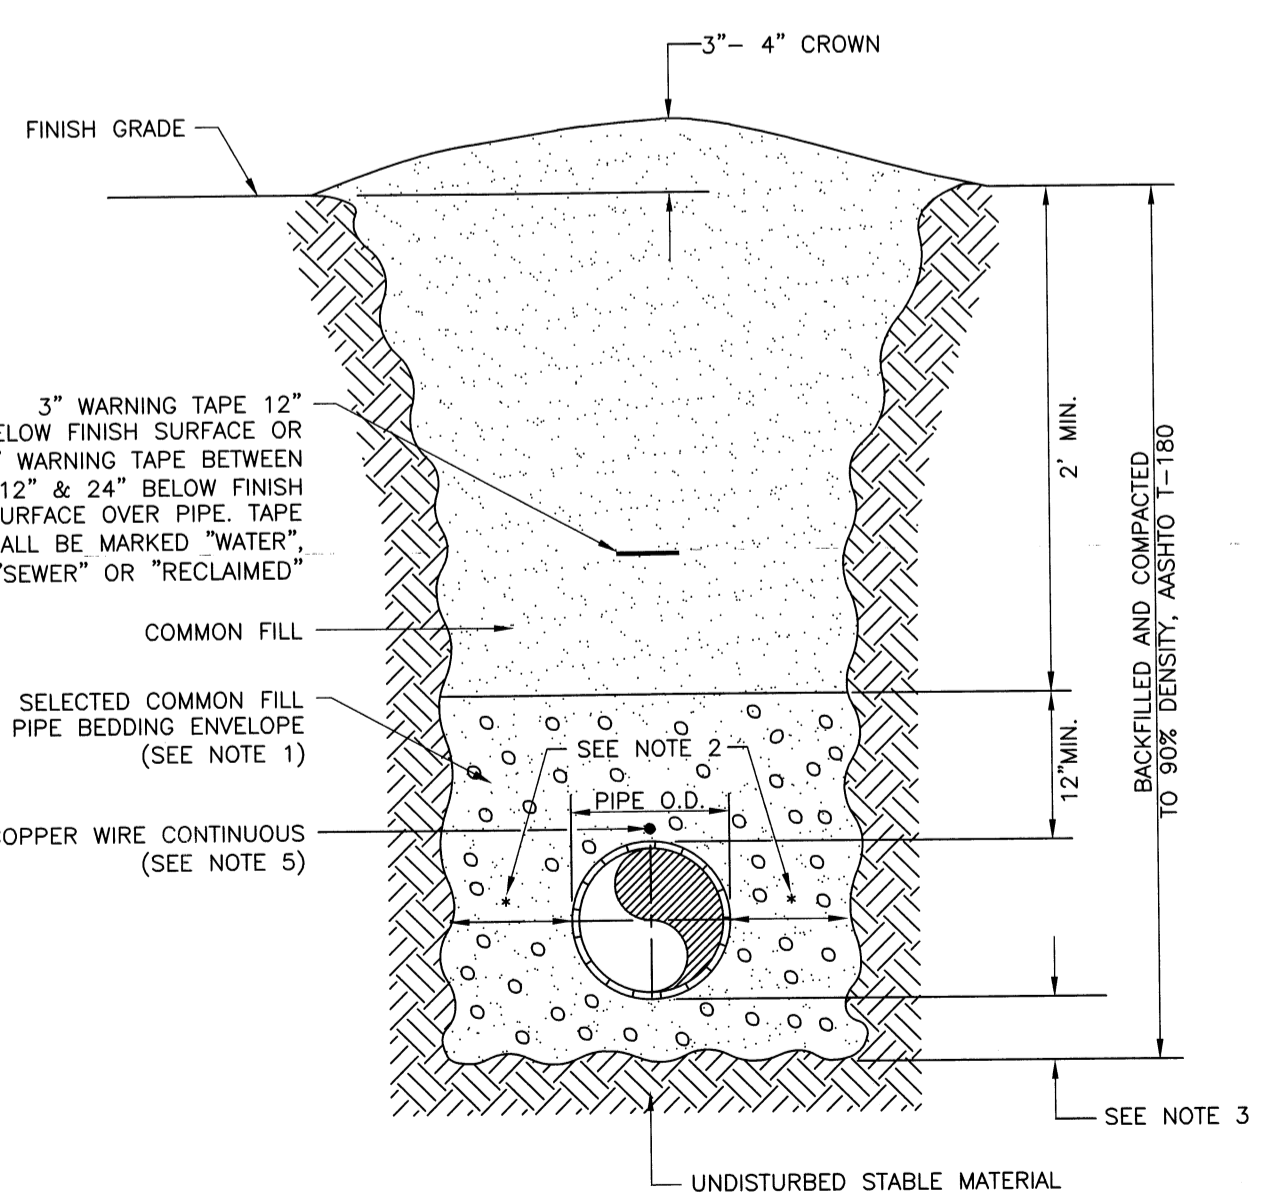 3"- 4" CROWN
FINISH GRADE
3" WARNING TAPE 12"
FINISH SURFACE OR
WARNING TAPE BETWEEN
12" & 24" BELOW FINISH
OVER PIPE. TAPE
BE MARKED "WATER",
"SEWER" OR "RECLAIMED"
COMMON FILL
SELECTED COMMON FILL
PIPE BEDDING ENVELOPE
(SEE NOTE 1)
SEE NOTE 2
PIPE O.D.
COPPER WIRE CONTINUOUS
(SEE NOTE 5)
* *
2' MIN.
12"MIN.
BACKFILLED AND COMPACTED
TO 90% DENSITY, AASHTO T-180
SEE NOTE 3
UNDISTURBED STABLE MATERIAL